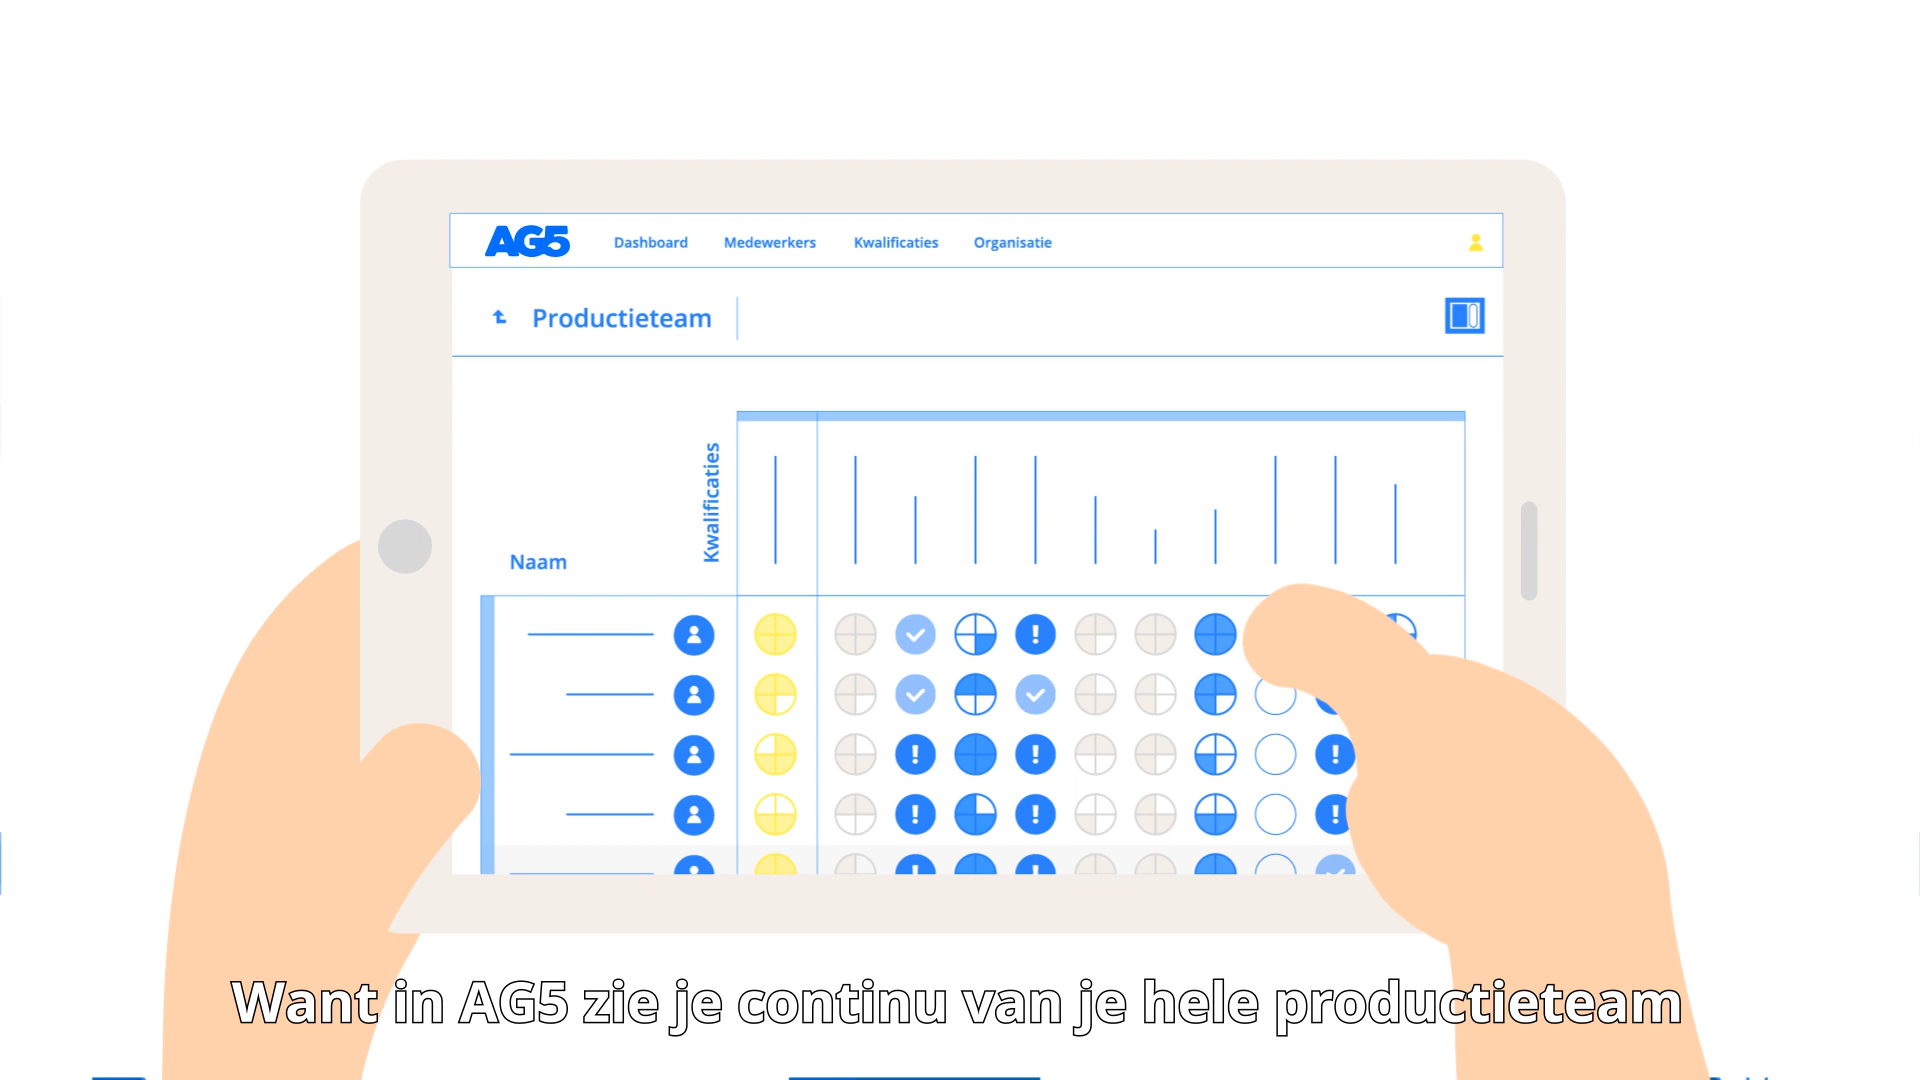 AG5 Dashboard Medewerkers Kwalificaties Organisatie
Productieteam
Kwalificaties
Naam
Want in AG5 zie je continu van je hele productieteam